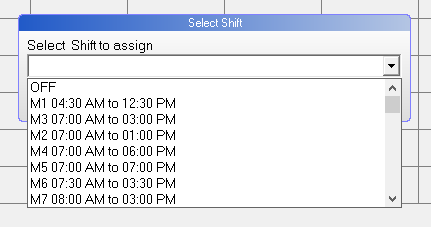 Select Shift
Select Shift to assign
OFF
M1 04:30 AM to 12:30 PM
M3 07:00 AM to 03:00 PM
M2 07:00 AM to 01:00 PM
M4 07:00 AM to 06:00 PM
M5 07:00 AM to 07:00 PM
M6 07:30 AM to 03:30 PM
M7 08:00 AM to 03:00 PM